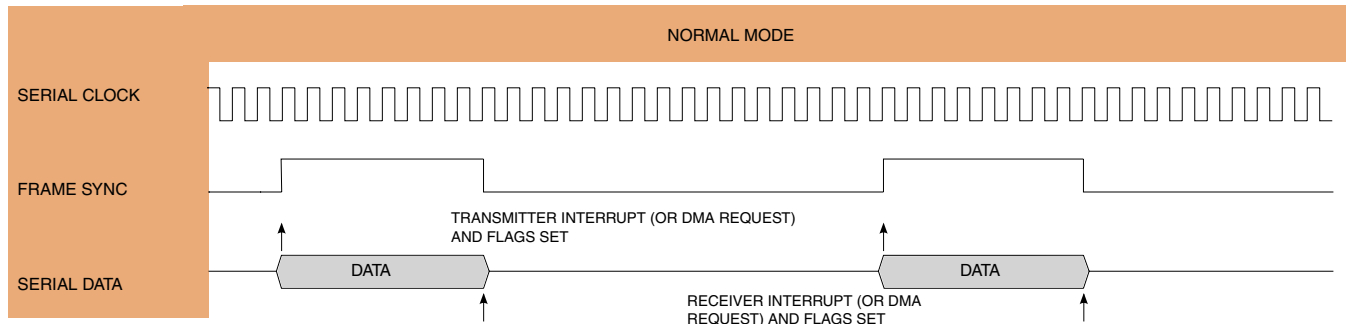 NORMAL MODE
SERIAL CLOCK
FRAME SYNC
TRANSMITTER INTERRUPT (OR DMA REQUEST)
AND FLAGS SET
SERIAL DATA
DATA
DATA
RECEIVER INTERRUPT (OR DMA
REQUEST) AND FLAGS SET